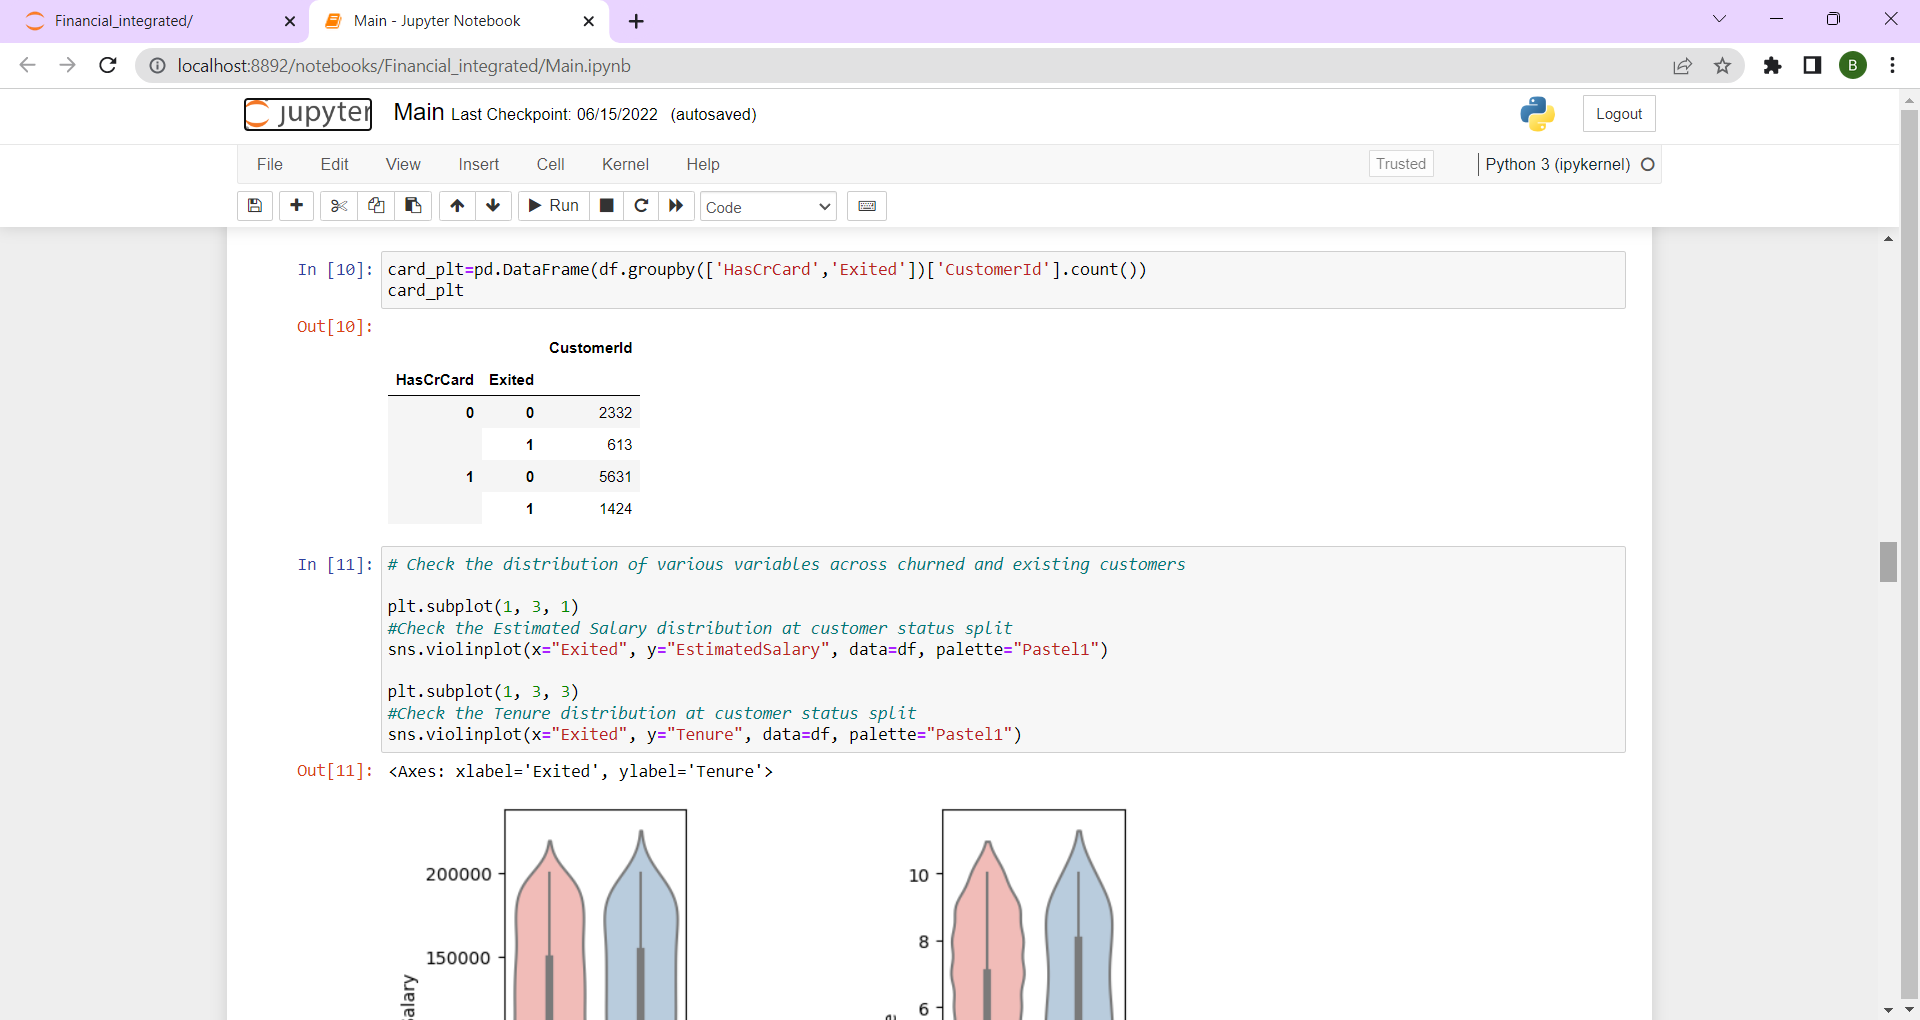 Financial_integrated/
Main - Jupyter Notebook
localhost:8892/notebooks/Financial_integrated/Main.ipynb
B
jupyter Main Last Checkpoint: 06/15/2022 (autosaved)
Logout
File Edit View Insert Cell Kernel Help
Trusted
Python 3 (ipykernel)
Run
Code
In [10]: card_plt=pd.DataFrame(df.groupby(['HasCrCard','Exited'])['CustomerId'].count())
card_plt
Out[10]:
CustomerId
HasCrCard Exited
0 0 2332
1 613
1 0 5631
1 1424
In [11]: # Check the distribution of various variables across churned and existing customers
plt.subplot(1, 3, 1)
#Check the Estimated Salary distribution at customer status split
sns.violinplot(x="Exited", y="EstimatedSalary", data=df, palette="Pastel1")
plt.subplot(1, 3, 3)
#Check the Tenure distribution at customer status split
sns.violinplot(x="Exited", y="Tenure", data=df, palette="Pastel1")
Out[11]: <Axes: xlabel='Exited', ylabel='Tenure'>
200000
150000
alary
10
8
6